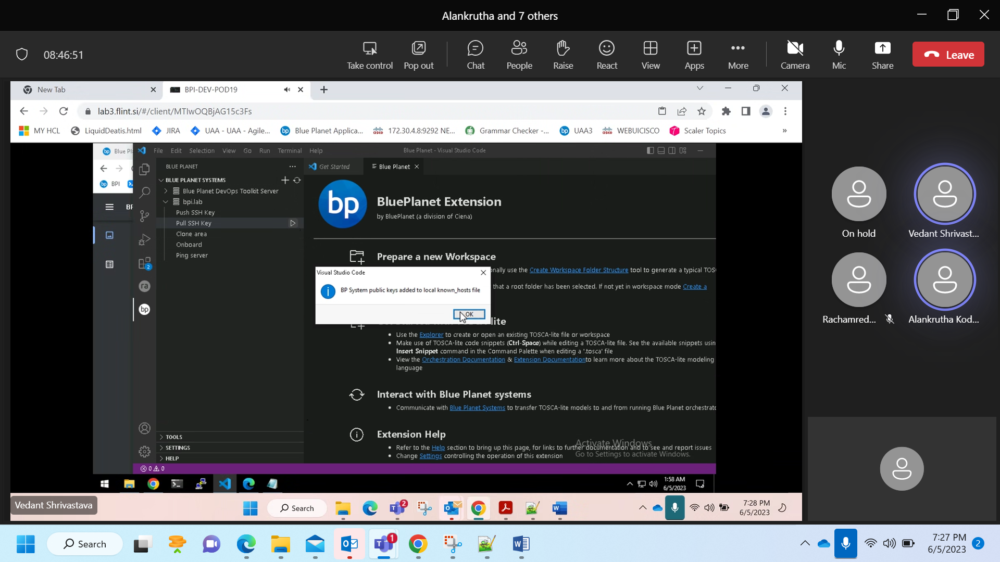 Alankrutha and 7 others
08:46:51
Take control
Pop out
Chat
People
Raise
React
View
Apps
More
Camera
Mic
Share
Leave
New Tab
BPI-DEV-POD19
lab3.flint.si/#/client/MTIwOQBjAG15c3Fs
MY HCL
LiquidDeatis.html
JIRA
UAA - UAA - Agile...
bp
Blue Planet Applica...
cisco
172.30.4.8:9292 NE...
Grammar Checker -...
bp
UAA3
cisco
WEBUICISCO
Scaler Topics
»
bp
Blue Pl
File
Edit
Selection
View
Go
Run
Terminal
Help
Blue Planet - Visual Studio Code
BLUE PLANET
Get Started
Blue Planet
bp
BPI
BLUE PLANET SYSTEMS
Blue Planet DevOps Toolkit Server
bpi.lab
Push SSH Key
Pull SSH Key
Clone area
Onboard
Ping server
2
ra
bp
bp
BluePlanet Extension
by BluePlanet (a division of Ciena)
Prepare a new Workspace
nally use the Create Workspace Folder Structure tool to generate a typical TOS
that a root folder has been selected. If not yet in workspace mode Create a
Visual Studio Code
BP System public keys added to local known_hosts file
OK
lite
Use the Explorer to create or open an existing TOSCA-lite file or workspace
Make use of TOSCA-lite code snippets (Ctrl-Space) while editing a TOSCA-lite file. See the available snippets usin
Insert Snippet command in the Command Palette when editing a '.tosca' file
View the Orchestration Documentation & Extension Documentationto learn more about the TOSCA-lite modeling
language
Interact with Blue Planet systems
Communicate with Blue Planet Systems to transfer TOSCA-lite models to and from running Blue Planet orchestrato
Extension Help
Refer to the Help section to bring up this page, for links to further documentation and to see and report issues
Change Settings controlling the operation of this extension
Activate Windows
Go to Settings to activate Windows.
TOOLS
SETTINGS
HELP
0
0
1:58 AM
6/5/2023
Vedant Shrivastava
Search
2
7:28 PM
6/5/2023
On hold
Vedant Shrivast...
Rachamred...
Alankrutha Kod...
Search
1
7:27 PM
6/5/2023
2